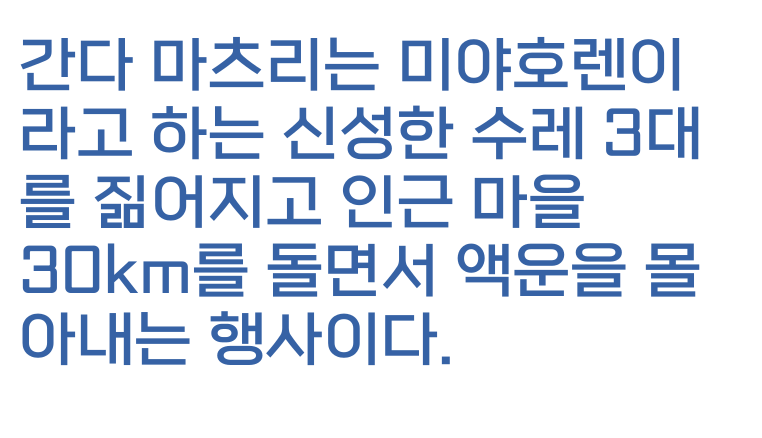 간다 마츠리는 미야호렌이
라고 하는 신성한 수레 3대
를 짊어지고 인근 마을
30km를 돌면서 액운을 몰
아내는 행사이다.